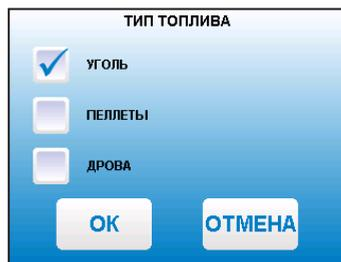 ТИП ТОПЛИВА
УГОЛЬ
ПЕЛЛЕТЫ
ДРОВА
ОК ОТМЕНА